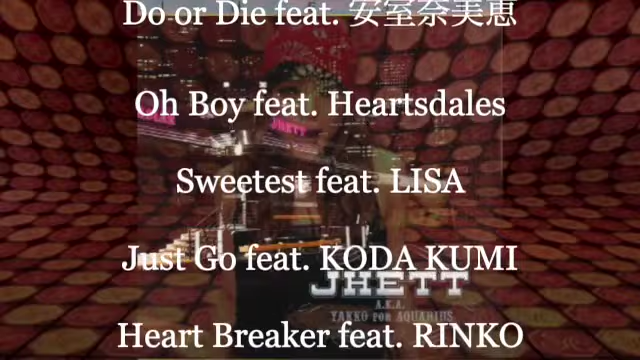 Do or Die feat. 安室奈美恵
JHETT
Oh Boy feat. Heartsdales
Sweetest feat. LISA
Just Go feat. KODA KUMI
JHETT
A.K.A.
YAKKO FOR AQUARIUS
Heart Breaker feat. RINKO